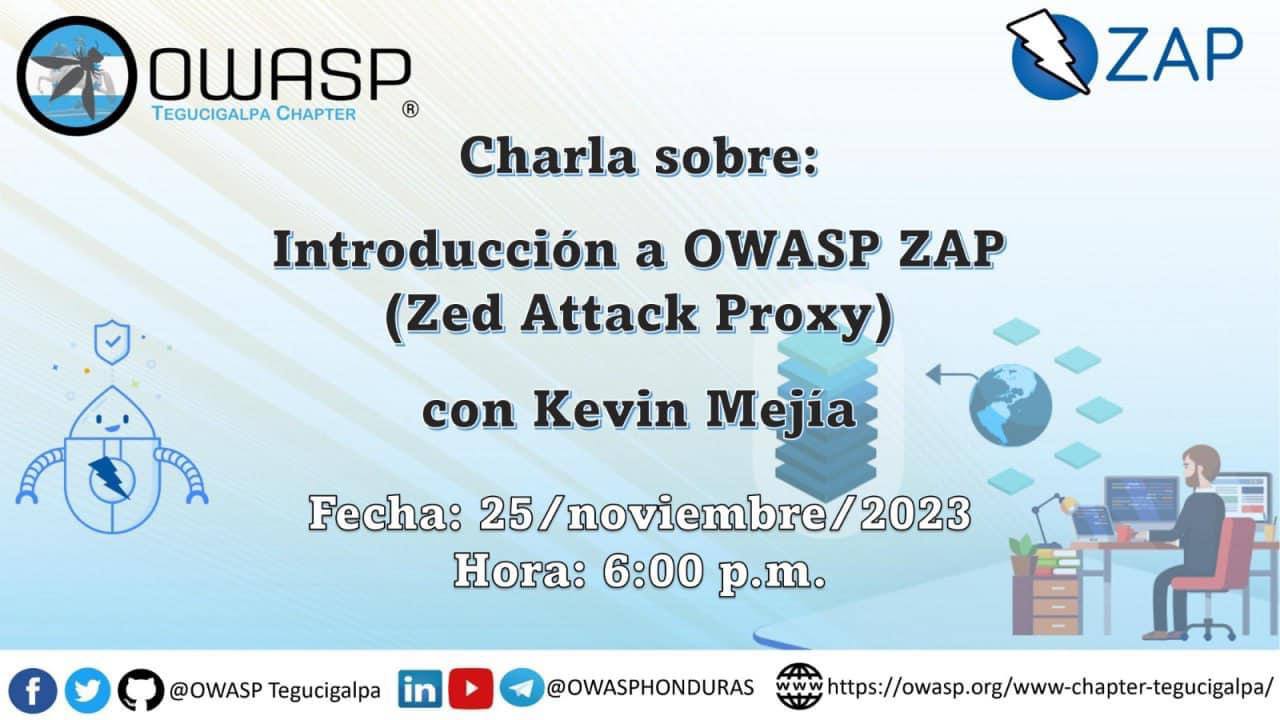 OWASP
TEGUCIGALPA CHAPTER ®
ZAP
Charla sobre:
Introducción a OWASP ZAP
(Zed Attack Proxy)
con Kevin Mejía
Fecha: 25/noviembre/2023
Hora: 6:00 p.m.
@OWASP Tegucigalpa
@OWASPHONDURAS
www
https://owasp.org/www-chapter-tegucigalpa/